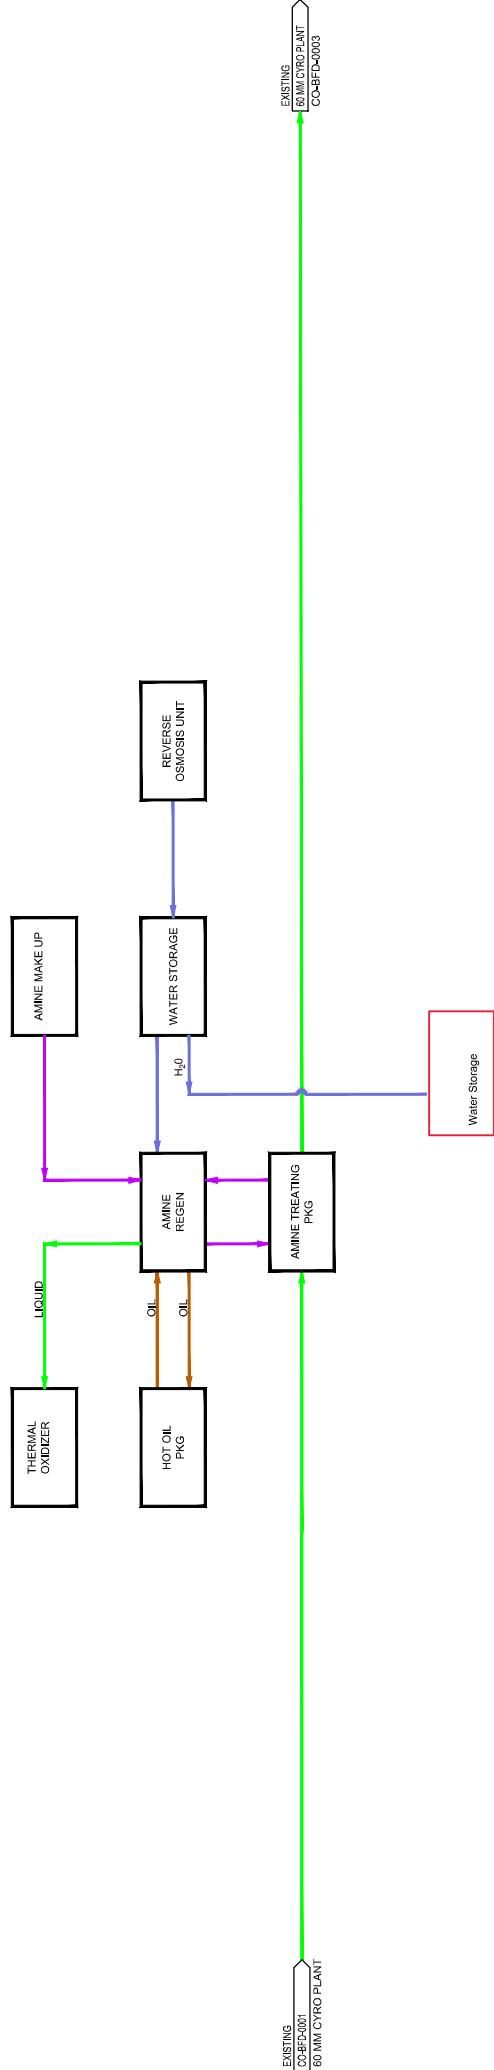 EXISTING
60 MM CYRO PLANT
CO-BFD-0003
REVERSE
OSMOSIS UNIT
AMINE MAKE UP
WATER STORAGE
H₂0
Water Storage
AMINE
REGEN
AMINE TREATING
PKG
LIQUID
OIL
OIL
THERMAL
OXIDIZER
HOT OIL
PKG
EXISTING
CO-BFD-0001
60 MM CYRO PLANT